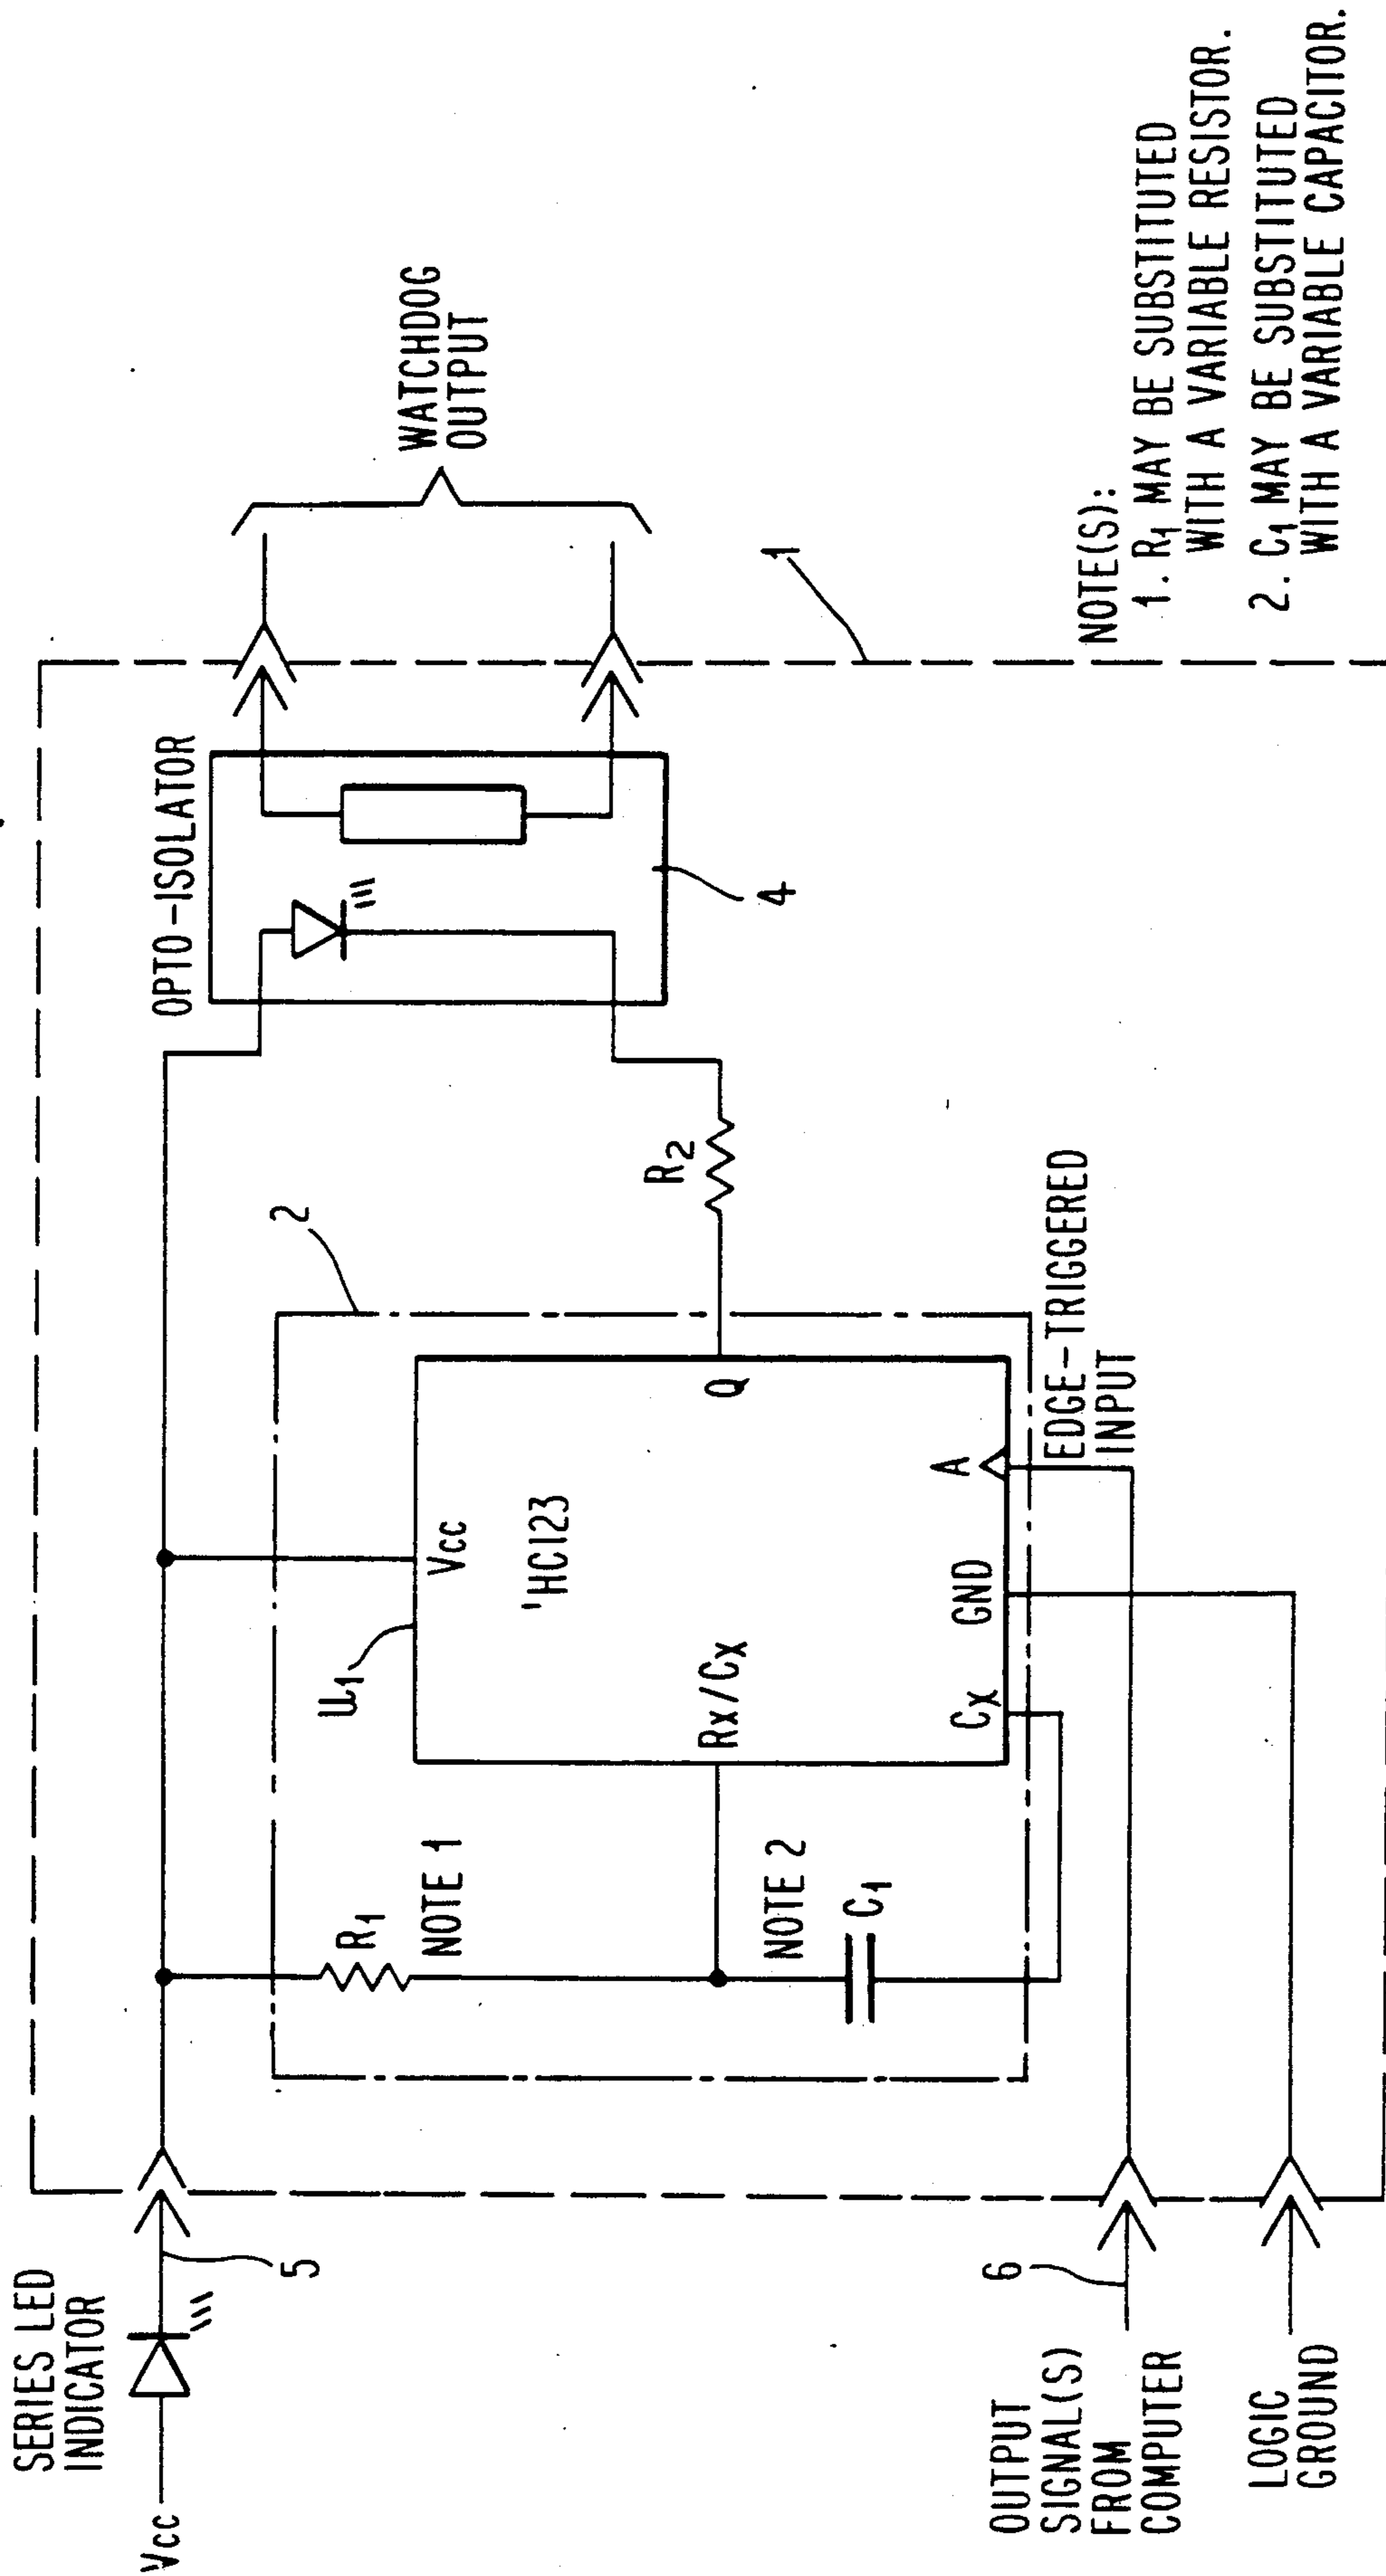 SERIES LED
INDICATOR
Vcc
5
OPTO-ISOLATOR
4
WATCHDOG
OUTPUT
2
U1
Vcc
'HC123
Rx/Cx
Q
Cx
GND
A
R1
NOTE 1
NOTE 2
C1
R2
EDGE-TRIGGERED
INPUT
1
OUTPUT
SIGNAL(S)
FROM
COMPUTER
6
LOGIC
GROUND
NOTE(S):
1. R1 MAY BE SUBSTITUTED
WITH A VARIABLE RESISTOR.
2. C1 MAY BE SUBSTITUTED
WITH A VARIABLE CAPACITOR.